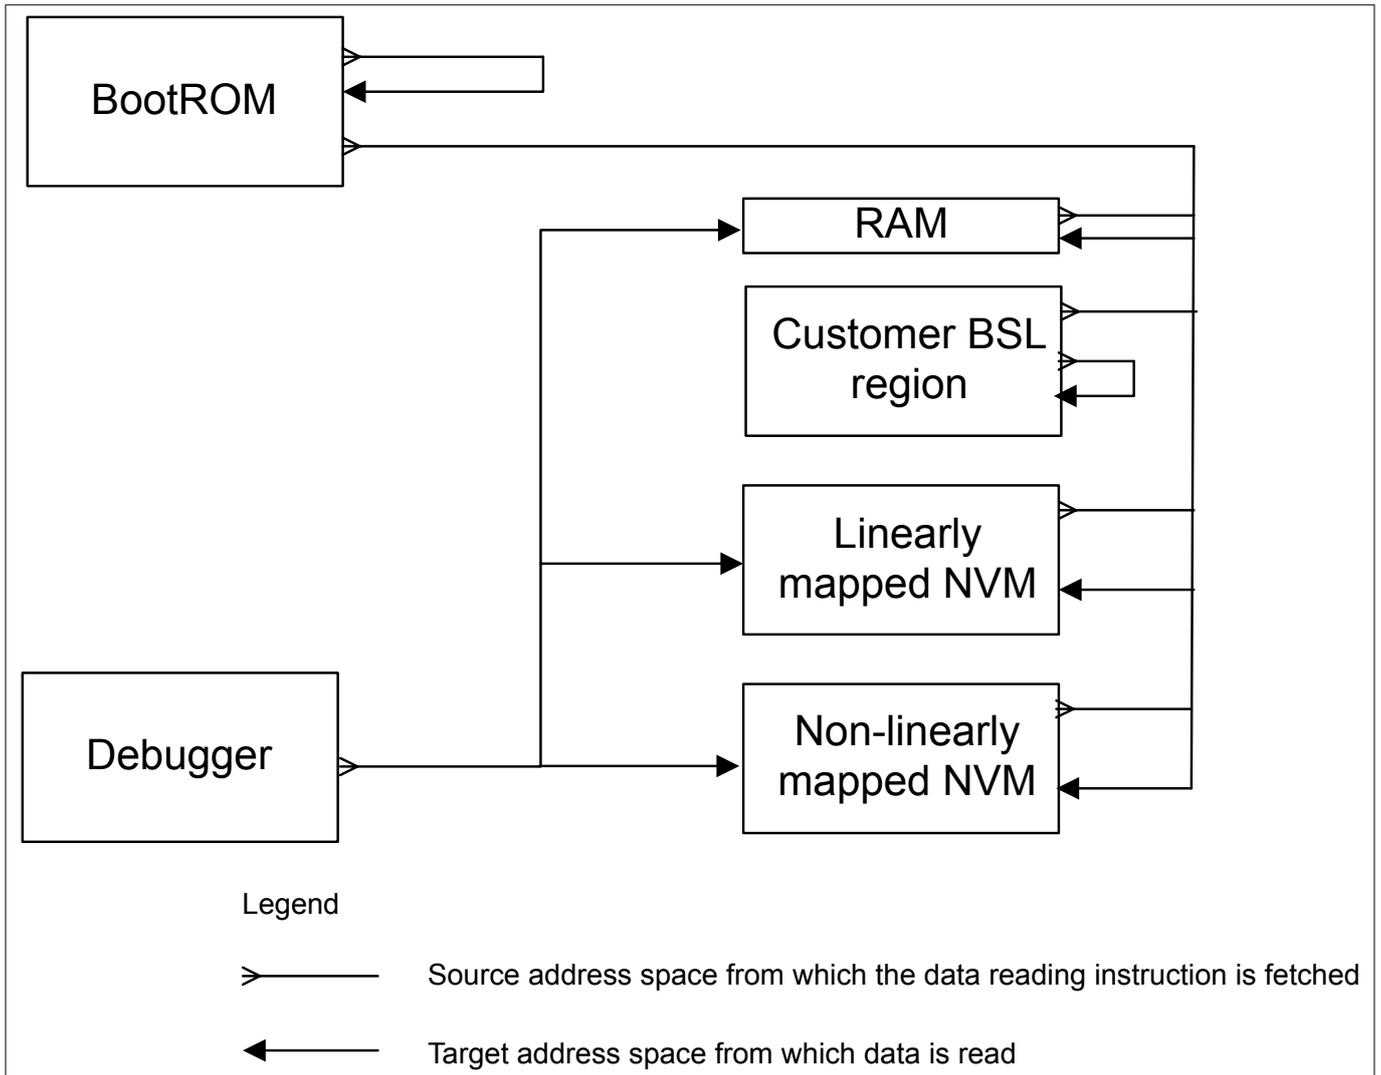 BootROM
RAM
Customer BSL
region
Linearly
mapped NVM
Non-linearly
mapped NVM
Debugger
Legend
Source address space from which the data reading instruction is fetched
Target address space from which data is read